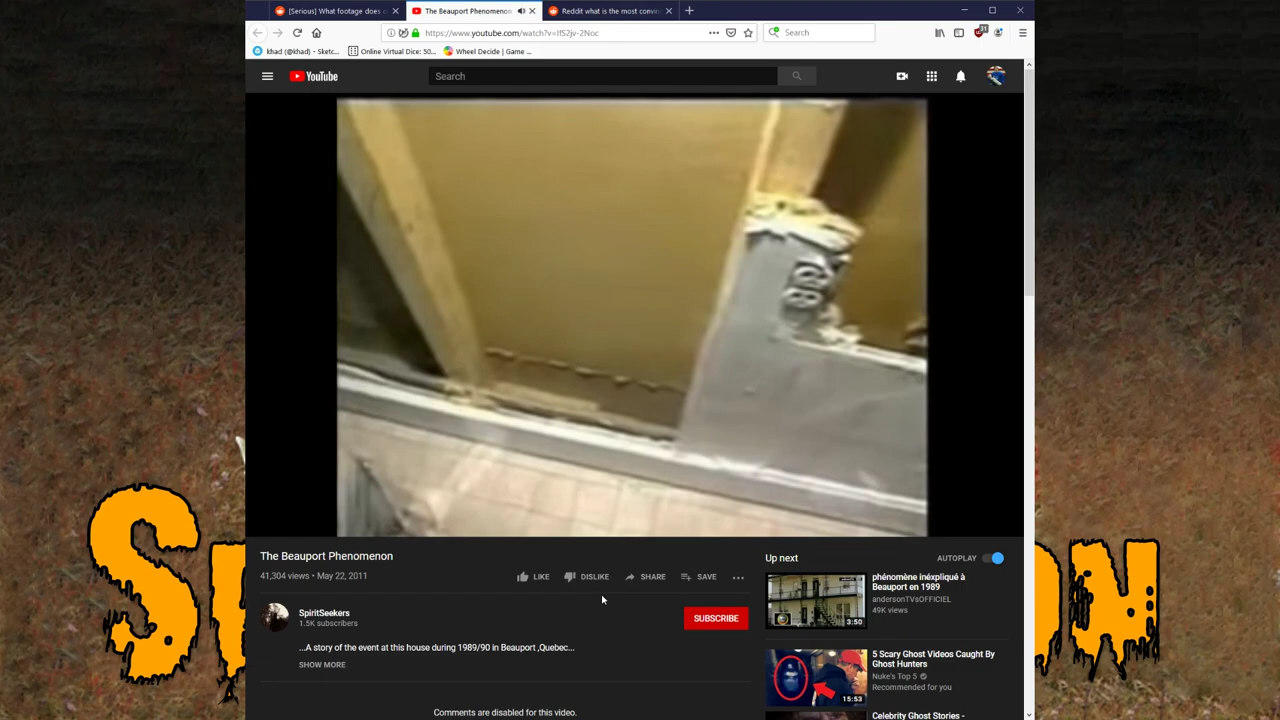 [Serious] What footage does c
The Beauport Phenomenon
Reddit what is the most convin
https://www.youtube.com/watch?v=IfS2jv-2Noc
Search
31
khad (@khad) - Sketc...
Online Virtual Dice: 50...
Wheel Decide | Game ...
YouTube
Search
The Beauport Phenomenon
41,304 views • May 22, 2011
LIKE
DISLIKE
SHARE
SAVE
SpiritSeekers
1.5K subscribers
SUBSCRIBE
...A story of the event at this house during 1989/90 in Beauport ,Quebec...
SHOW MORE
Comments are disabled for this video.
Up next
AUTOPLAY
phénomène inéxpliqué à
Beauport en 1989
andersonTVsOFFICIEL
49K views
3:50
5 Scary Ghost Videos Caught By
Ghost Hunters
Nuke's Top 5
Recommended for you
15:53
Celebrity Ghost Stories -